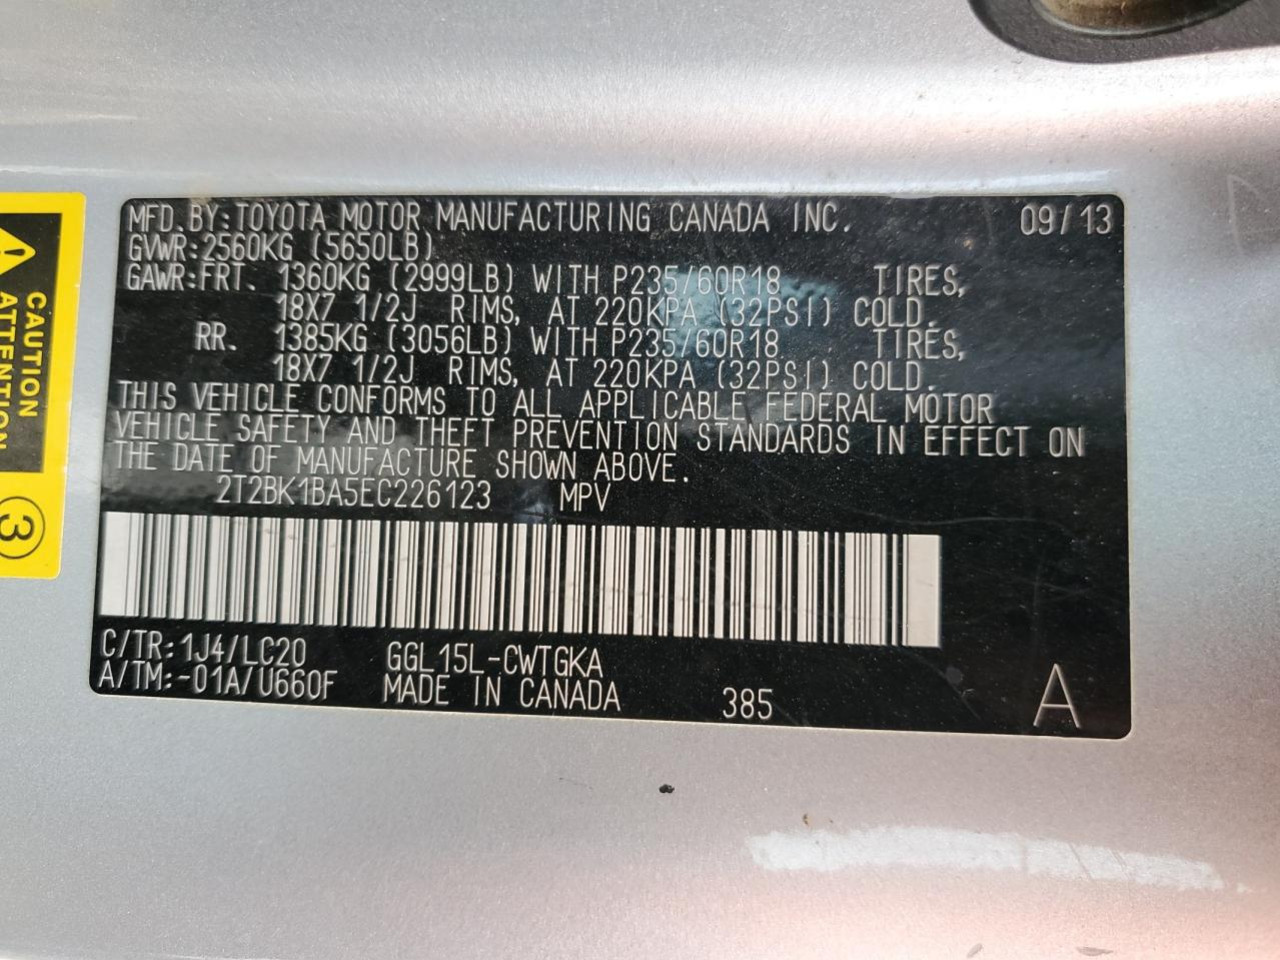 MFD.BY:TOYOTA MOTOR MANUFACTURING CANADA INC. 09/13
GVWR:2560KG (5650LB)
GAWR:FRT. 1360KG (2999LB) WITH P235/60R18 TIRES,
18X7 1/2J RIMS, AT 220KPA (32PSI) COLD.
RR. 1385KG (3056LB) WITH P235/60R18 TIRES,
18X7 1/2J RIMS, AT 220KPA (32PSI) COLD.
THIS VEHICLE CONFORMS TO ALL APPLICABLE FEDERAL MOTOR
VEHICLE SAFETY AND THEFT PREVENTION STANDARDS IN EFFECT ON
THE DATE OF MANUFACTURE SHOWN ABOVE.
2T2BK1BA5EC226123 MPV
C/TR:1J4/LC20 GGL15L-CWTGKA
A/TM:-01A/U660F MADE IN CANADA 385 A
CAUTION
ATTENTION
3